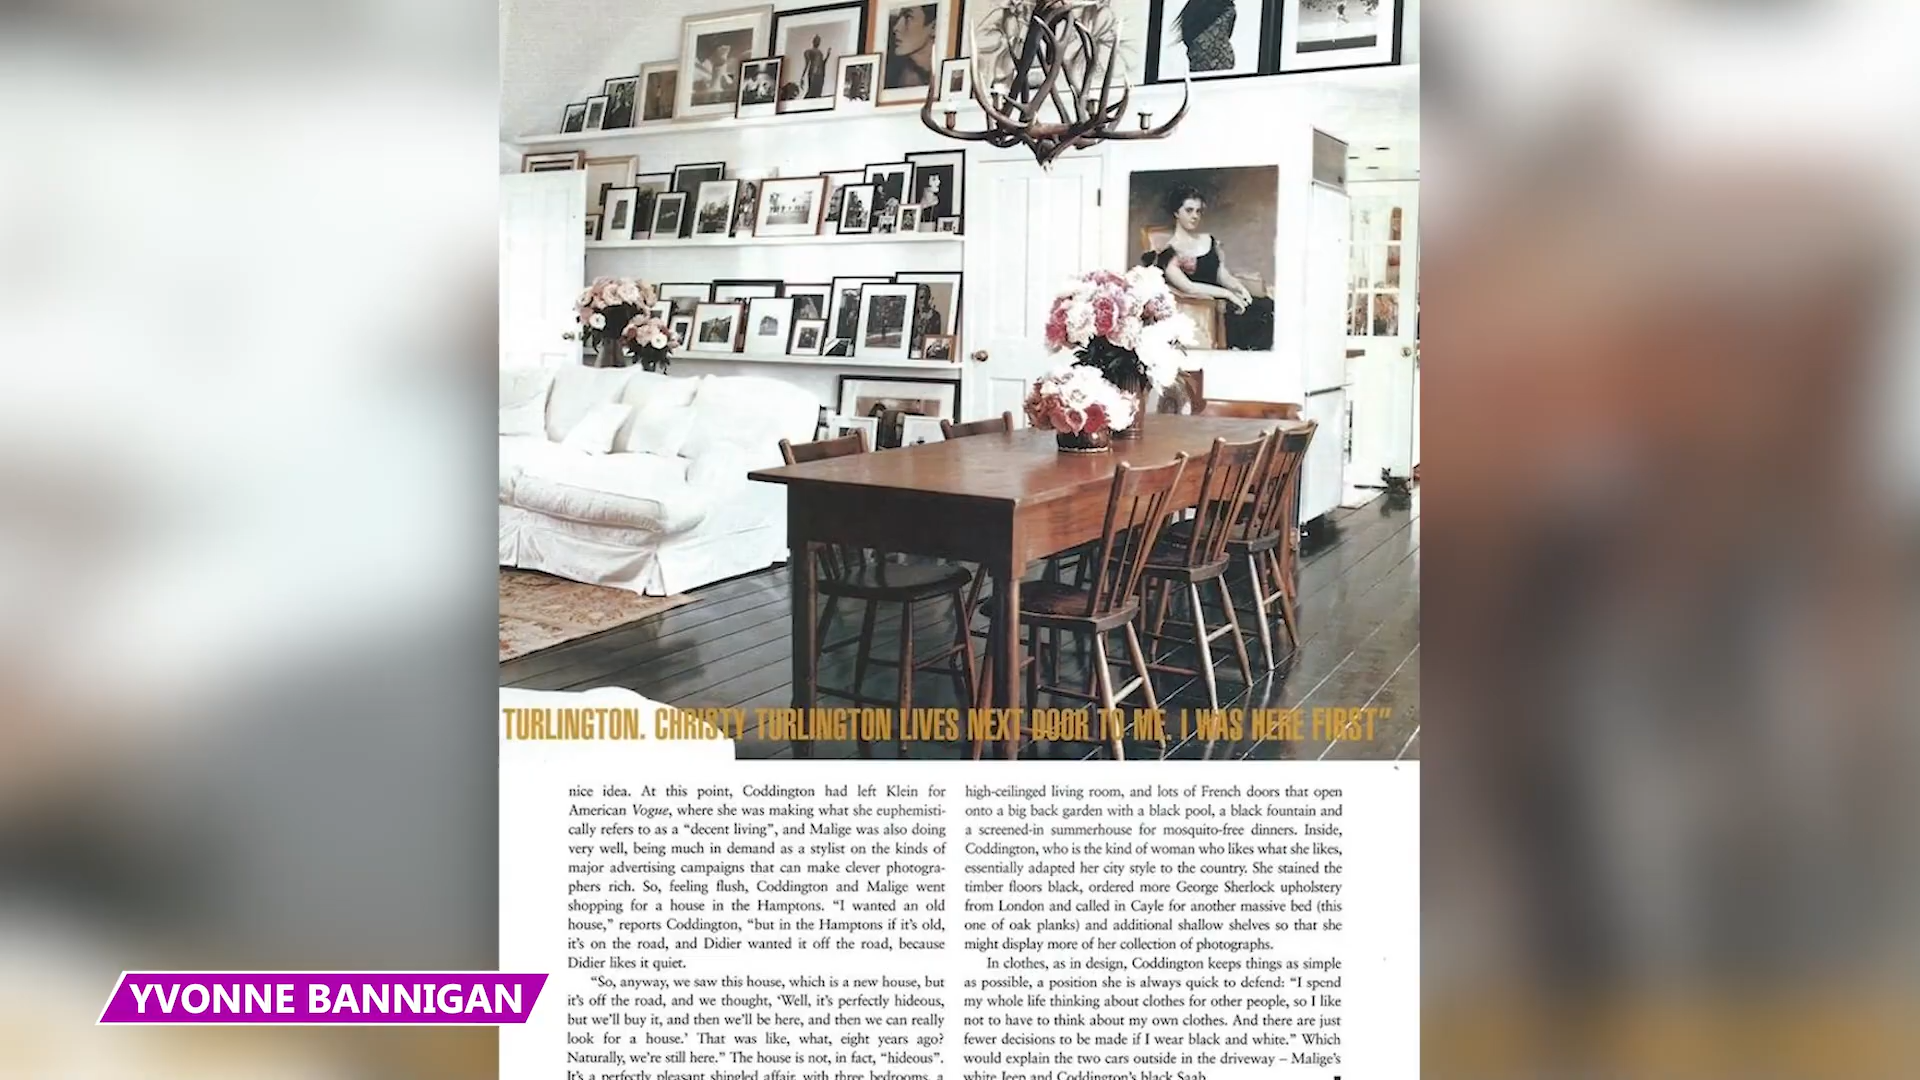 TURLINGTON. CHRISTY TURLINGTON LIVES NEXT DOOR TO ME. I WAS HERE FIRST”
nice idea. At this point, Coddington had left Klein for
American Vogue, where she was making what she euphemisti-
cally refers to as a “decent living”, and Malige was also doing
very well, being much in demand as a stylist on the kinds of
major advertising campaigns that can make clever photogra-
phers rich. So, feeling flush, Coddington and Malige went
shopping for a house in the Hamptons. “I wanted an old
house,” reports Coddington, “but in the Hamptons if it’s old,
it’s on the road, and Didier wanted it off the road, because
Didier likes it quiet.
“So, anyway, we saw this house, which is a new house, but
it’s off the road, and we thought, ‘Well, it’s perfectly hideous,
but we’ll buy it, and then we’ll be here, and then we can really
look for a house.’ That was like, what, eight years ago?
Naturally, we’re still here.” The house is not, in fact, “hideous”.
It’s a perfectly pleasant shingled affair, with three bedrooms, a
high-ceilinged living room, and lots of French doors that open
onto a big back garden with a black pool, a black fountain and
a screened-in summerhouse for mosquito-free dinners. Inside,
Coddington, who is the kind of woman who likes what she likes,
essentially adapted her city style to the country. She stained the
timber floors black, ordered more George Sherlock upholstery
from London and called in Cayle for another massive bed (this
one of oak planks) and additional shallow shelves so that she
might display more of her collection of photographs.
In clothes, as in design, Coddington keeps things as simple
as possible, a position she is always quick to defend: “I spend
my whole life thinking about clothes for other people, so I like
not to have to think about my own clothes. And there are just
fewer decisions to be made if I wear black and white.” Which
would explain the two cars outside in the driveway – Malige’s
white Jeep and Coddington’s black Saab.
YVONNE BANNIGAN